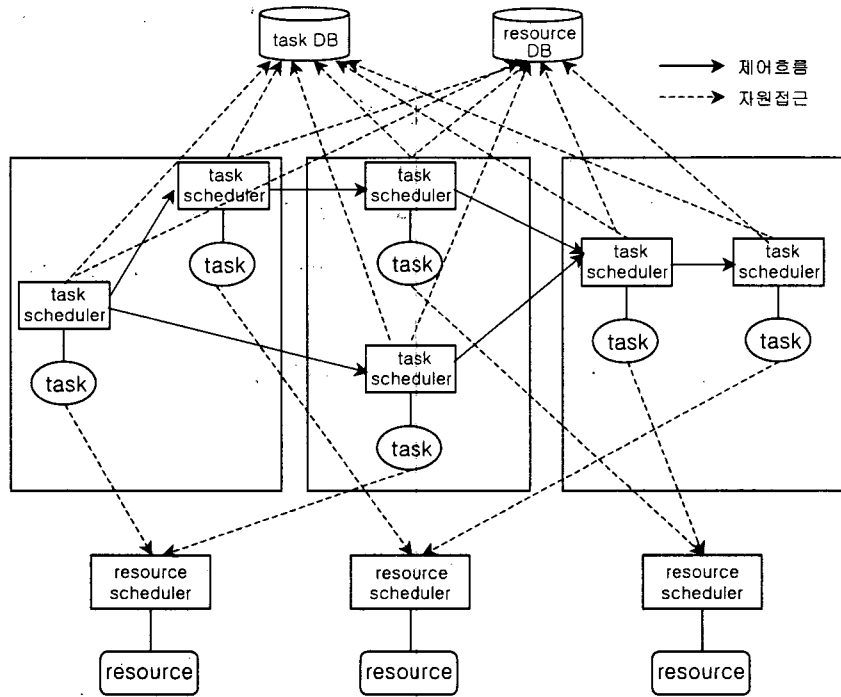 task DB
resource
DB
제어흐름
자원접근
task
scheduler
task
scheduler
task
scheduler
task
scheduler
task
task
task
scheduler
task
task
task
scheduler
task
task
resource
scheduler
resource
scheduler
resource
scheduler
resource
resource
resource